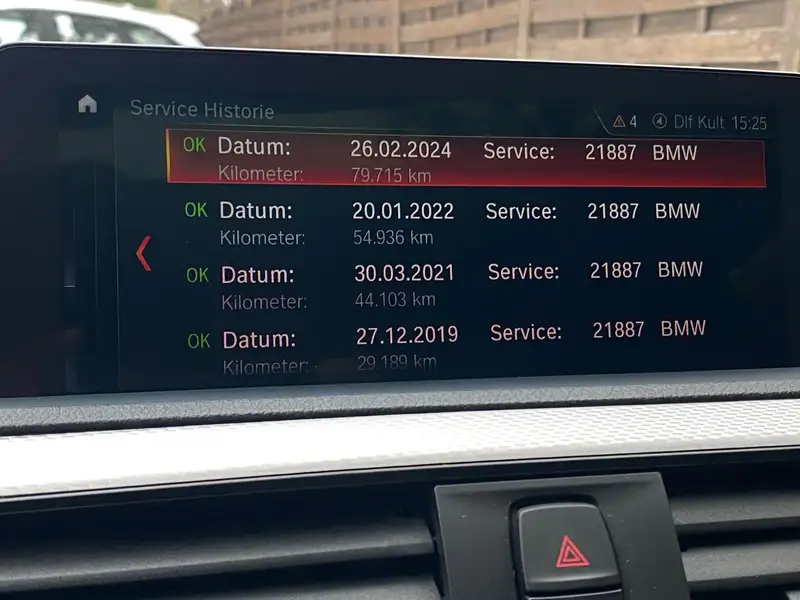 Service Historie
4 Dlf Kult 15:25
OK Datum: 26.02.2024 Service: 21887 BMW
Kilometer: 79.715 km
OK Datum: 20.01.2022 Service: 21887 BMW
Kilometer: 54.936 km
OK Datum: 30.03.2021 Service: 21887 BMW
Kilometer: 44.103 km
OK Datum: 27.12.2019 Service: 21887 BMW
Kilometer: 29.189 km